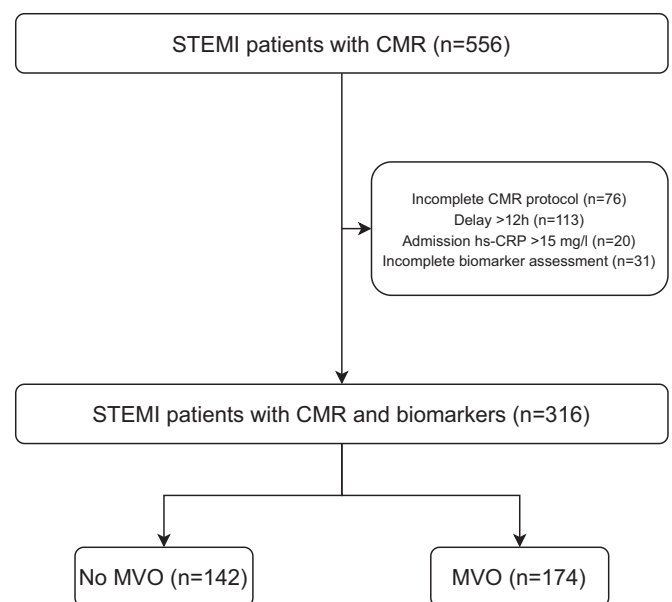 STEMI patients with CMR (n=556)
Incomplete CMR protocol (n=76)
Delay >12h (n=113)
Admission hs-CRP >15 mg/l (n=20)
Incomplete biomarker assessment (n=31)
STEMI patients with CMR and biomarkers (n=316)
No MVO (n=142)
MVO (n=174)